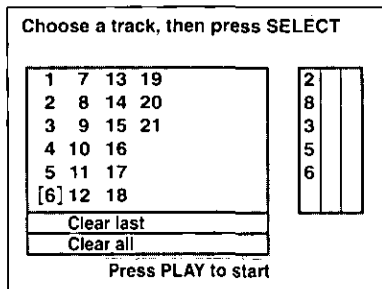 Choose a track, then press SELECT
1 7 13 19 2
2 8 14 20 8
3 9 15 21 3
4 10 16 5
5 11 17 6
[6] 12 18
Clear last
Clear all
Press PLAY to start